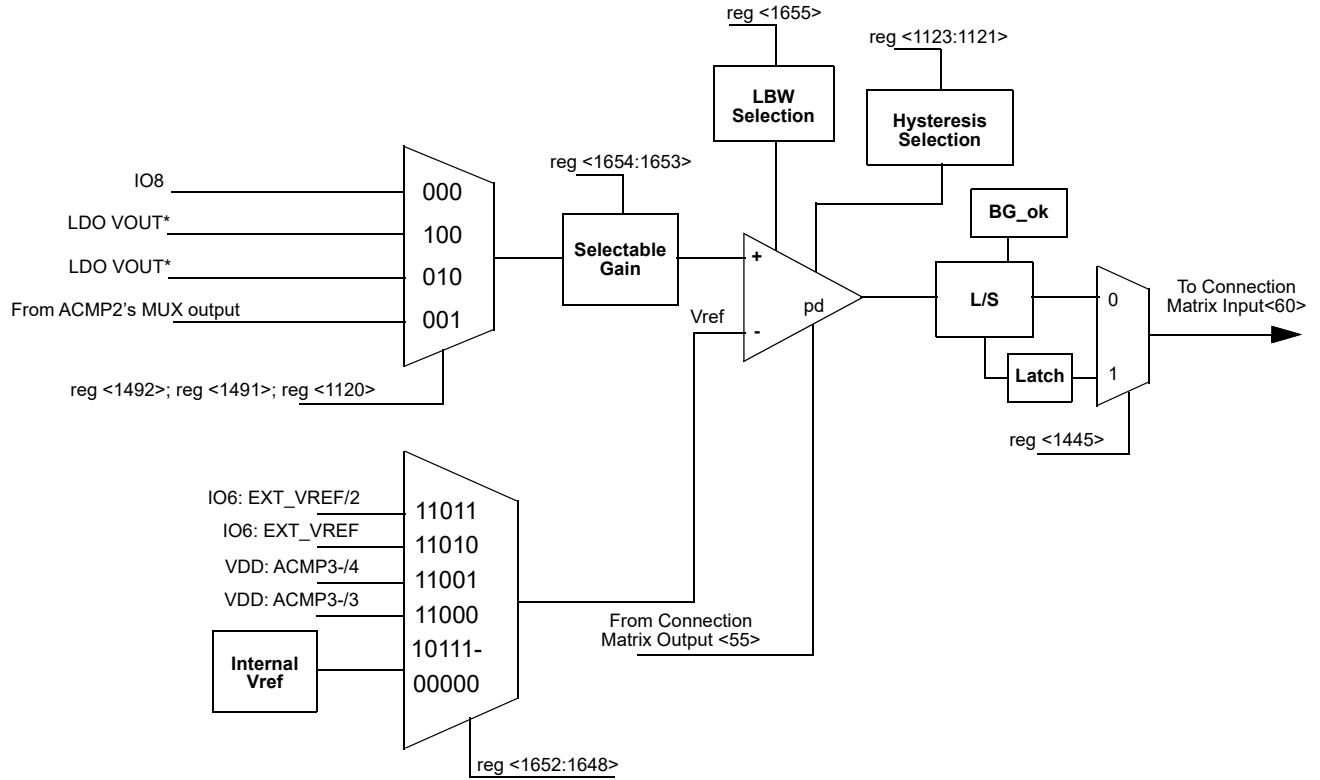 reg <1655>
reg <1123:1121>
LBW
Selection
Hysteresis
Selection
reg <1654:1653>
IO8
000
LDO VOUT*
100
LDO VOUT*
010
From ACMP2’s MUX output
001
Selectable
Gain
+
-
pd
Vref
BG_ok
L/S
Latch
0
1
To Connection
Matrix Input<60>
reg <1492>; reg <1491>; reg <1120>
reg <1445>
IO6: EXT_VREF/2
11011
IO6: EXT_VREF
11010
VDD: ACMP3-/4
11001
VDD: ACMP3-/3
11000
10111-
00000
Internal
Vref
From Connection
Matrix Output <55>
reg <1652:1648>